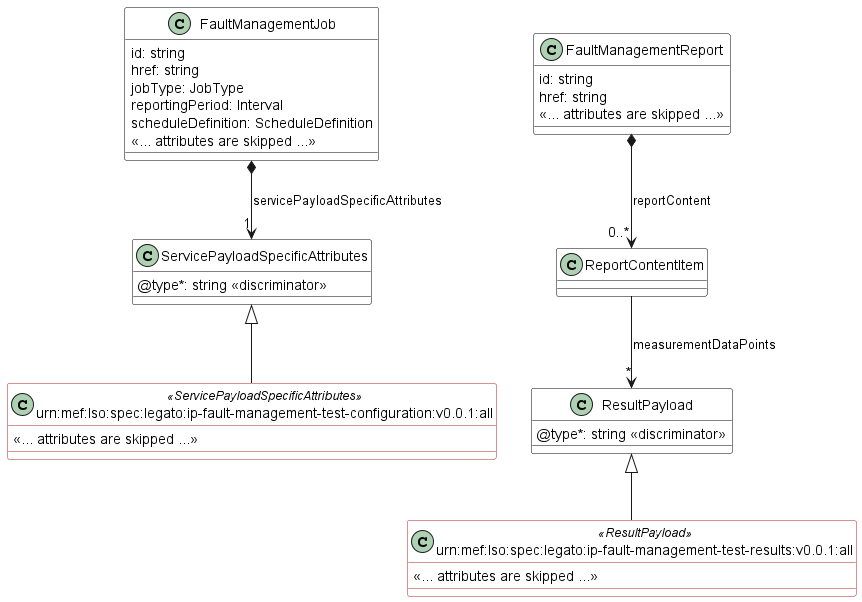 C FaultManagementJob
id: string
href: string
jobType: JobType
reportingPeriod: Interval
scheduleDefinition: ScheduleDefinition
«... attributes are skipped ...»
servicePayloadSpecificAttributes
1
C ServicePayloadSpecificAttributes
@type*: string «discriminator»
«ServicePayloadSpecificAttributes»
C urn:mef:lso:spec:legato:ip-fault-management-test-configuration:v0.0.1:all
«... attributes are skipped ...»
C FaultManagementReport
id: string
href: string
«... attributes are skipped ...»
reportContent
0..*
C ReportContentItem
measurementDataPoints
*
C ResultPayload
@type*: string «discriminator»
«ResultPayload»
C urn:mef:lso:spec:legato:ip-fault-management-test-results:v0.0.1:all
«... attributes are skipped ...»